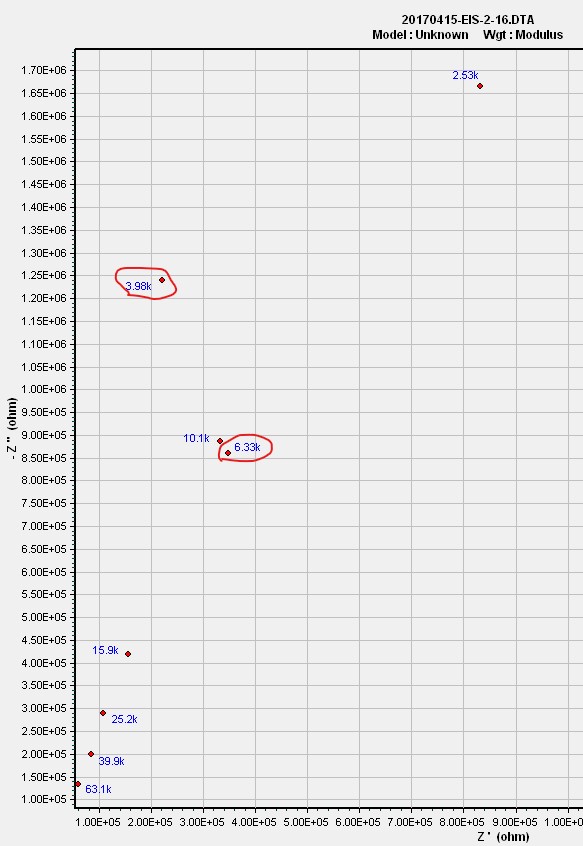 20170415-EIS-2-16.DTA
Model : Unknown Wgt : Modulus
1.70E+06
1.65E+06
1.60E+06
1.55E+06
1.50E+06
1.45E+06
1.40E+06
1.35E+06
1.30E+06
1.25E+06
1.20E+06
1.15E+06
1.10E+06
1.05E+06
1.00E+06
9.50E+05
9.00E+05
8.50E+05
8.00E+05
7.50E+05
7.00E+05
6.50E+05
6.00E+05
5.50E+05
5.00E+05
4.50E+05
4.00E+05
3.50E+05
3.00E+05
2.50E+05
2.00E+05
1.50E+05
1.00E+05
- Z '' (ohm)
2.53k
3.98k
10.1k
6.33k
15.9k
25.2k
39.9k
63.1k
1.00E+05 2.00E+05 3.00E+05 4.00E+05 5.00E+05 6.00E+05 7.00E+05 8.00E+05 9.00E+05 1.00E+0
Z ' (ohm)